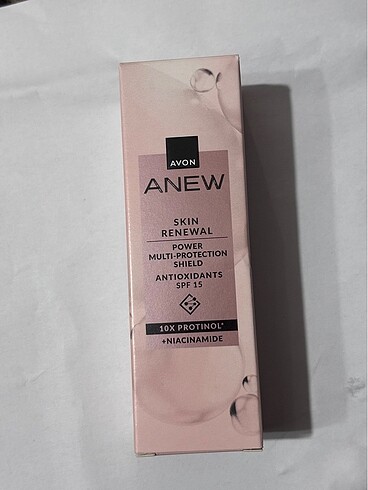 AVON
ANEW
SKIN
RENEWAL
POWER
MULTI-PROTECTION
SHIELD
ANTIOXIDANTS
SPF 15
10X PROTINOL*
+NIACINAMIDE